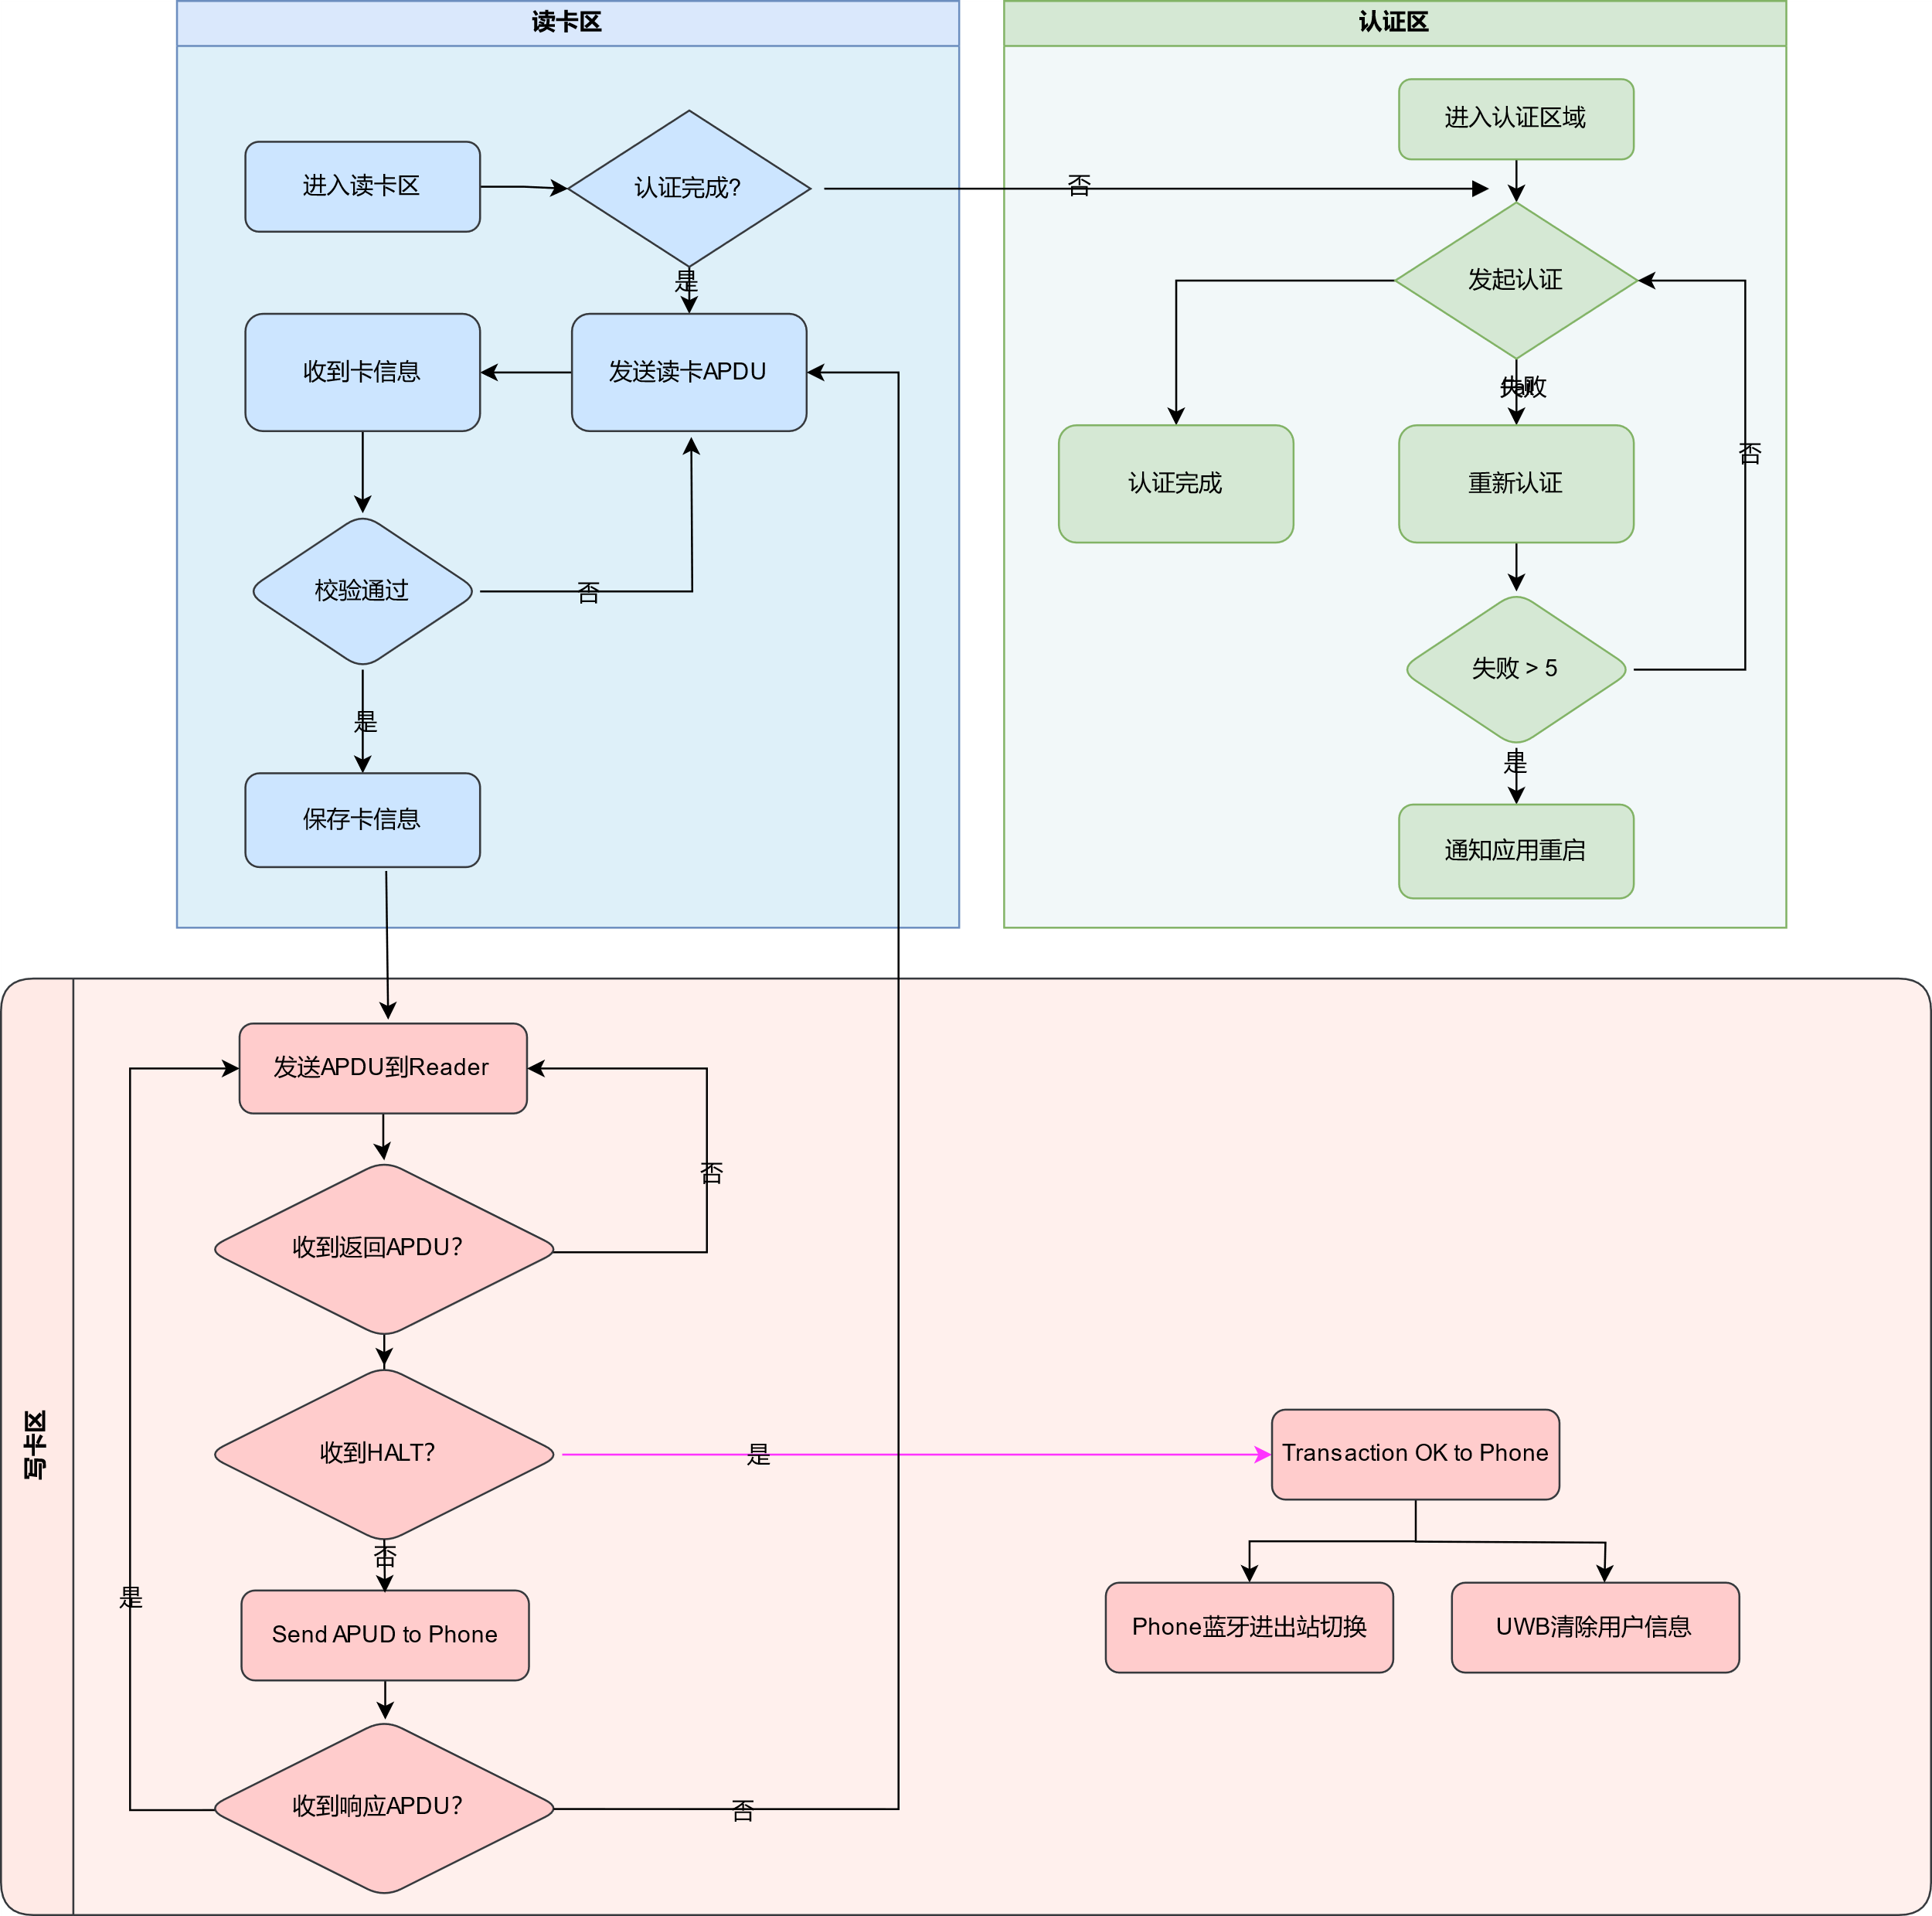 读卡区
认证区
进入认证区域
进入读卡区
认证完成?
否
是
发起认证
收到卡信息
发送读卡APDU
失败
否
认证完成
重新认证
校验通过
否
失败 > 5
是
是
保存卡信息
通知应用重启
写卡区
发送APDU到Reader
否
收到返回APDU?
收到HALT?
是
Transaction OK to Phone
否
是
Send APUD to Phone
Phone蓝牙进出站切换
UWB清除用户信息
收到响应APDU?
否